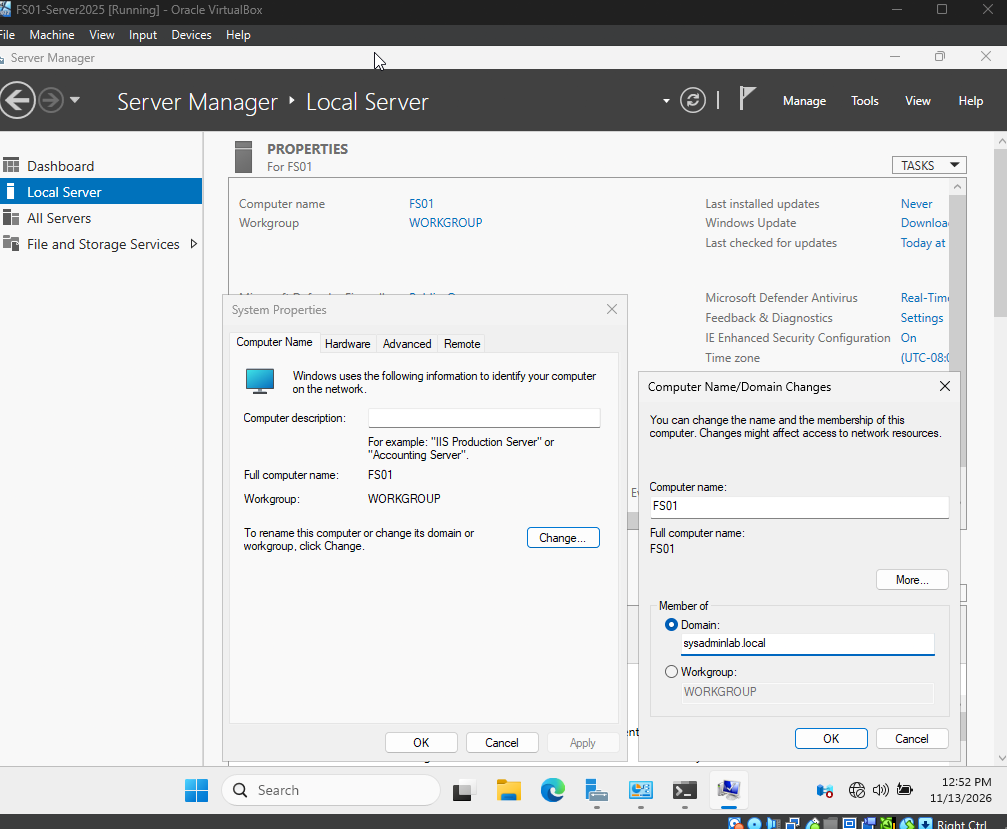 FS01-Server2025 [Running] - Oracle VirtualBox
File Machine View Input Devices Help
Server Manager
Server Manager ‣ Local Server
Manage Tools View Help
Dashboard
Local Server
All Servers
File and Storage Services
PROPERTIES
For FS01
TASKS
Computer name FS01
Workgroup WORKGROUP
Last installed updates Never
Windows Update
Last checked for updates Today at
Microsoft Defender Antivirus
Feedback & Diagnostics Settings
IE Enhanced Security Configuration On
Time zone
System Properties
Computer Name Hardware Advanced Remote
Windows uses the following information to identify your computer
on the network.
Computer description:
For example: "IIS Production Server" or
"Accounting Server".
Full computer name: FS01
Workgroup: WORKGROUP
To rename this computer or change its domain or
workgroup, click Change.
Change...
OK Cancel Apply
Computer Name/Domain Changes
You can change the name and the membership of this
computer. Changes might affect access to network resources.
Computer name:
FS01
Full computer name:
FS01
More...
Member of
Domain:
sysadminlab.local
Workgroup:
WORKGROUP
OK Cancel
Search
12:52 PM
11/13/2026
Right Ctrl